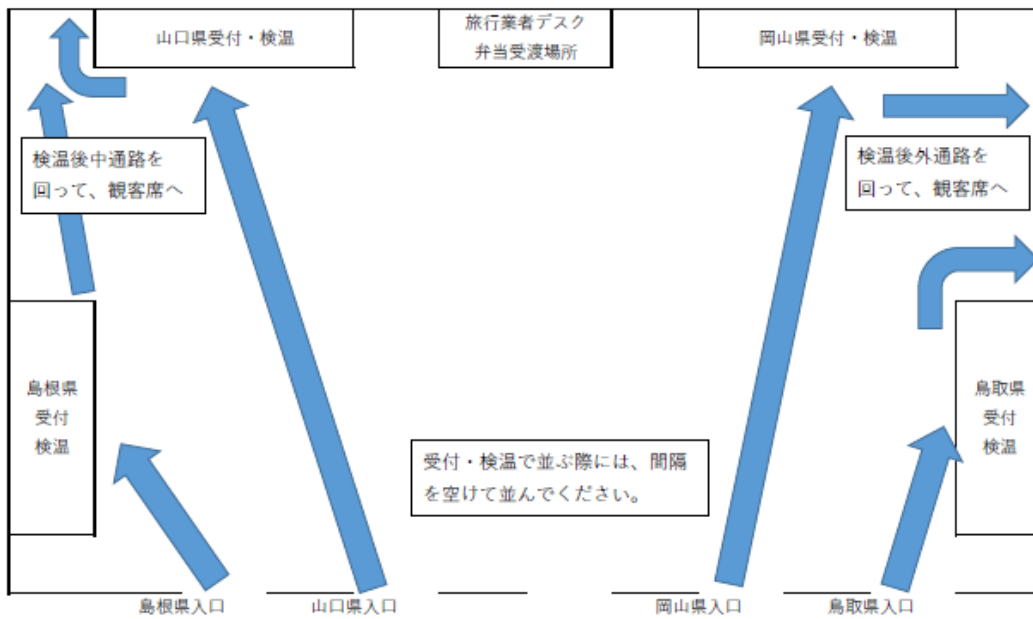 山口県受付・検温
旅行業者デスク
弁当受渡場所
岡山県受付・検温
検温後中通路を
回って、観客席へ
検温後外通路を
回って、観客席へ
島根県
受付
検温
鳥取県
受付
検温
受付・検温で並ぶ際には、間隔
を空けて並んでください。
島根県入口
山口県入口
岡山県入口
鳥取県入口